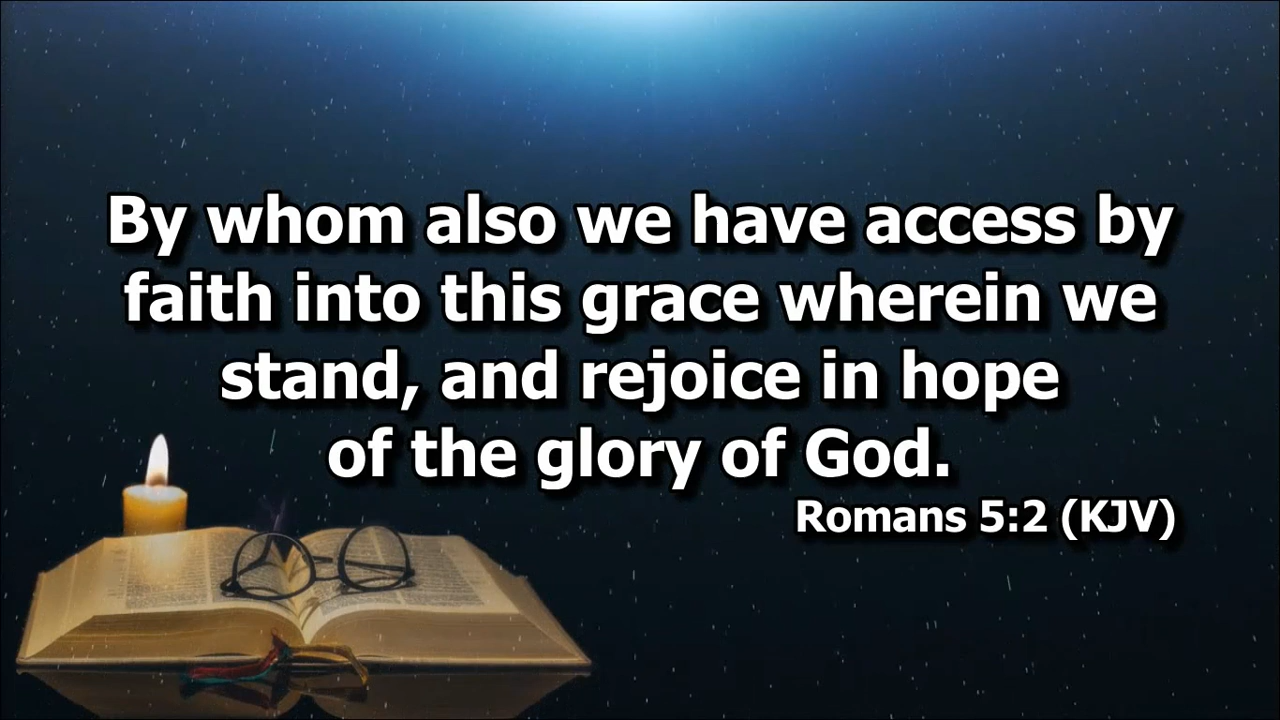 By whom also we have access by
faith into this grace wherein we
stand, and rejoice in hope
of the glory of God.
Romans 5:2 (KJV)